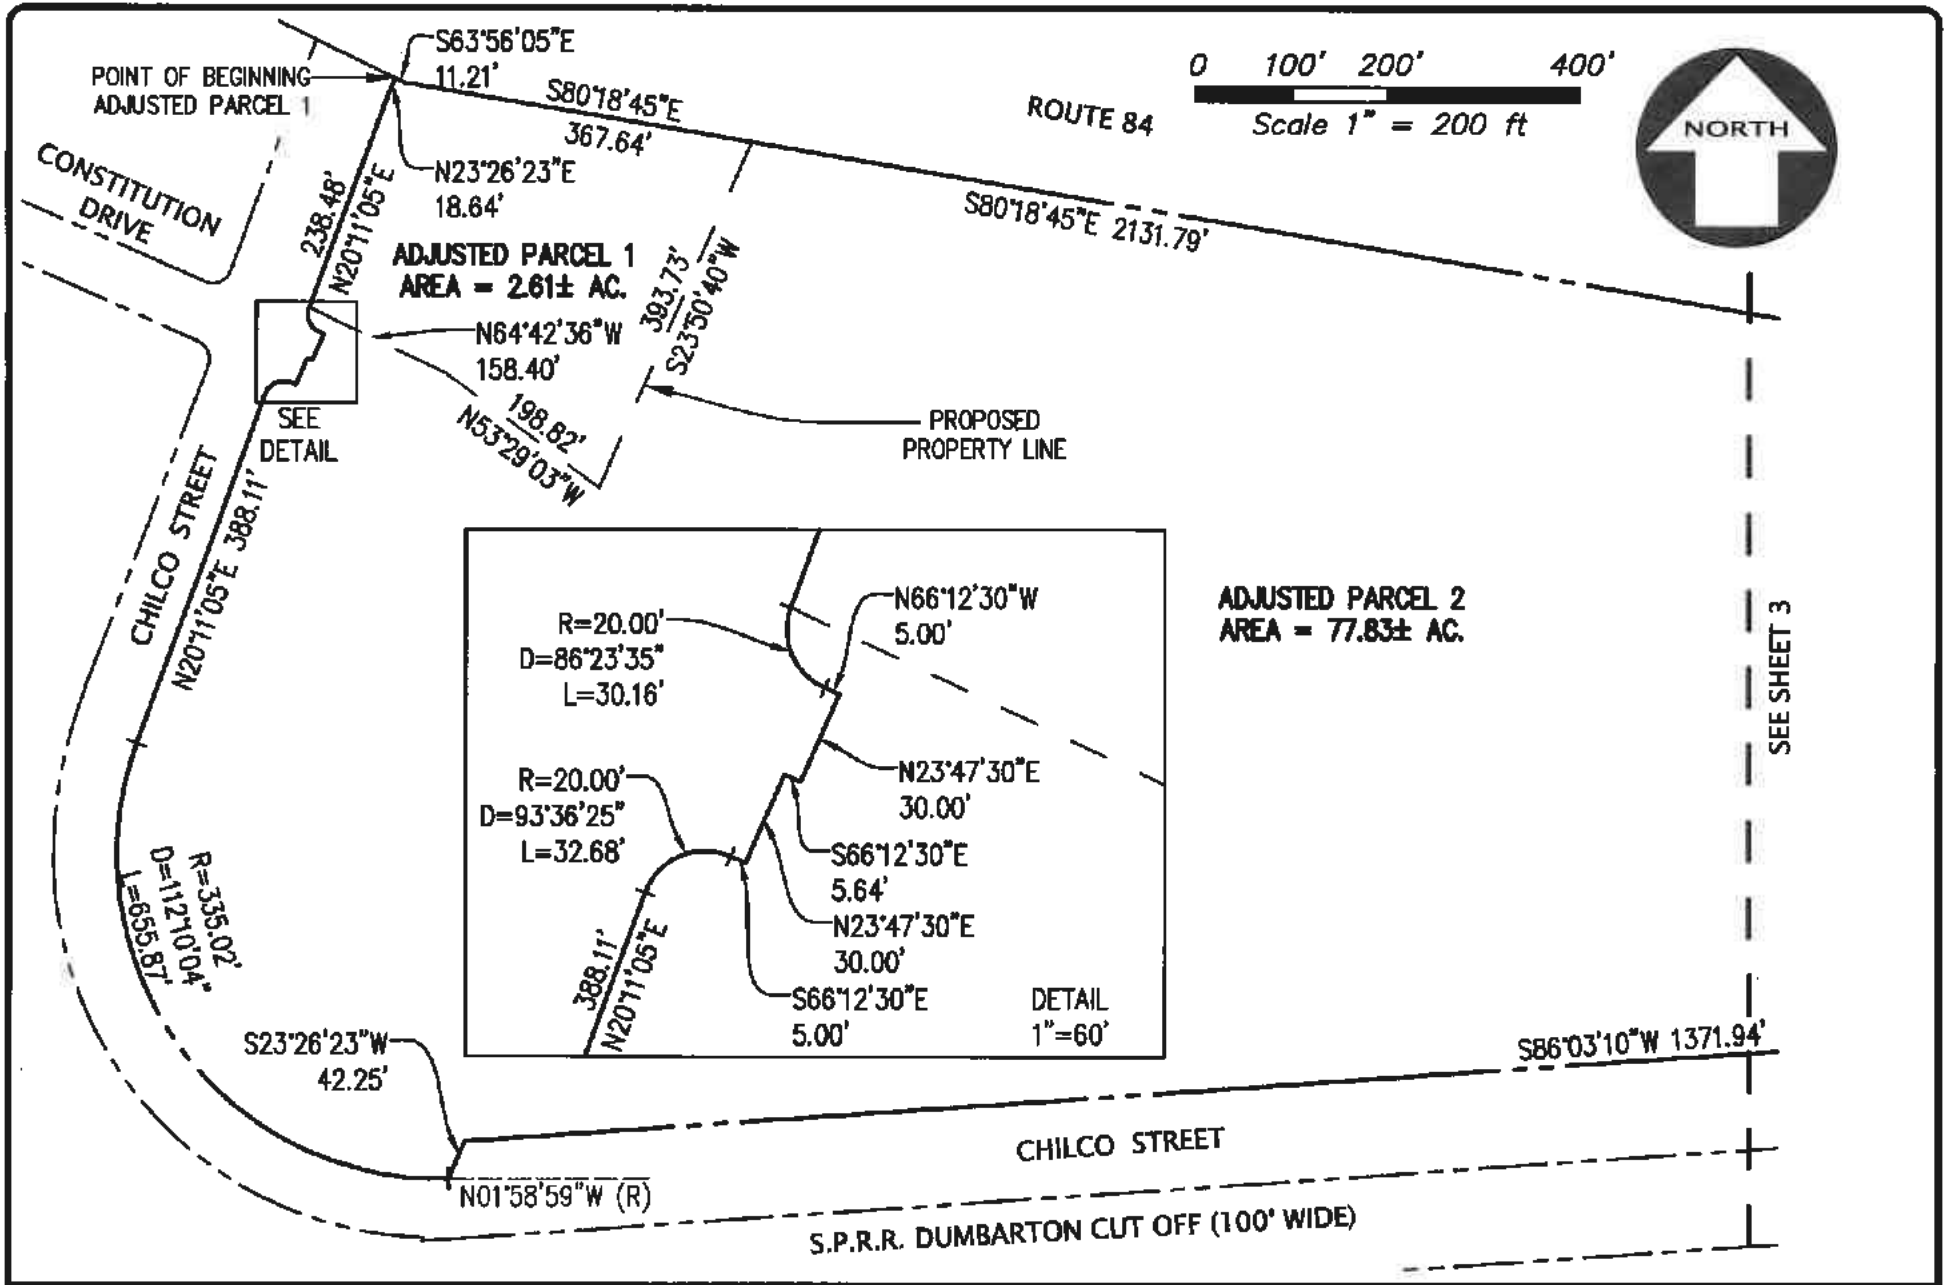 S63°56'05"E
11.21'
POINT OF BEGINNING
ADJUSTED PARCEL 1
S80°18'45"E
367.64'
ROUTE 84
0 100' 200' 400'
Scale 1" = 200 ft
NORTH
CONSTITUTION
DRIVE
238.48'
N20°11'05"E
N23°26'23"E
18.64'
S80°18'45"E 2131.79'
ADJUSTED PARCEL 1
AREA = 2.61± AC.
393.73'
S23°50'40"W
N64°42'36"W
158.40'
198.82'
N53°29'03"W
SEE
DETAIL
PROPOSED
PROPERTY LINE
CHILCO STREET
N20°11'05"E 388.11'
R=20.00'
D=86°23'35"
L=30.16'
N66°12'30"W
5.00'
N23°47'30"E
30.00'
R=20.00'
D=93°36'25"
L=32.68'
S66°12'30"E
5.64'
N23°47'30"E
30.00'
388.11'
N20°11'05"E
S66°12'30"E
5.00'
DETAIL
1"=60'
ADJUSTED PARCEL 2
AREA = 77.83± AC.
SEE SHEET 3
R=335.02'
D=112°10'04"
L=655.87'
S23°26'23"W
42.25'
S86°03'10"W 1371.94'
N01°58'59"W (R)
CHILCO STREET
S.P.R.R. DUMBARTON CUT OFF (100' WIDE)